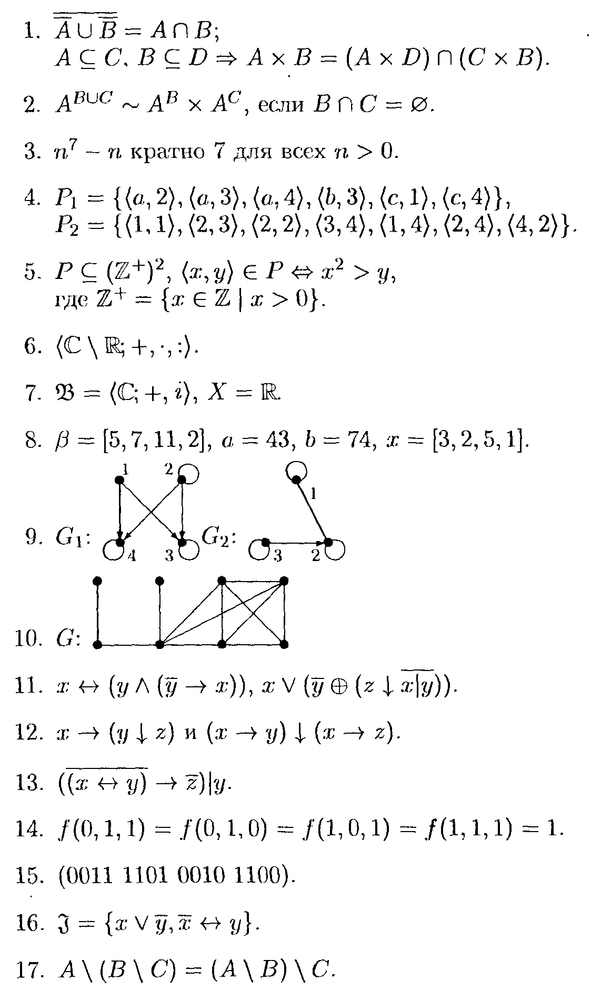 1. $\overline{\overline{\overline{A} \cup \overline{\overline{B}}}} = A \cap B$;
$A \subseteq C$, $B \subseteq D \Rightarrow A \times B = (A \times D) \cap (C \times B)$.
2. $A^{B \cup C} \sim A^B \times A^C$, если $B \cap C = \varnothing$.
3. $n^7 - n$ кратно 7 для всех $n > 0$.
4. $P_1 = \{\langle a, 2\rangle, \langle a, 3\rangle, \langle a, 4\rangle, \langle b, 3\rangle, \langle c, 1\rangle, \langle c, 4\rangle\}$,
$P_2 = \{\langle 1, 1\rangle, \langle 2, 3\rangle, \langle 2, 2\rangle, \langle 3, 4\rangle, \langle 1, 4\rangle, \langle 2, 4\rangle, \langle 4, 2\rangle\}$.
5. $P \subseteq (\mathbb{Z}^+)^2$, $\langle x, y\rangle \in P \Leftrightarrow x^2 > y$,
где $\mathbb{Z}^+ = \{x \in \mathbb{Z} \mid x > 0\}$.
6. $\langle \mathbb{C} \setminus \mathbb{R}; +, \cdot, :\rangle$.
7. $\mathfrak{B} = \langle \mathbb{C}; +, i\rangle$, $X = \mathbb{R}$.
8. $\beta = [5, 7, 11, 2]$, $a = 43$, $b = 74$, $x = [3, 2, 5, 1]$.
1 2
1
9. $G_1$: $G_2$:
4 3 3 2
10. $G$:
11. $x \leftrightarrow (y \wedge (\overline{y} \to x))$, $x \vee (\overline{y} \oplus (z \downarrow \overline{x|y}))$.
12. $x \to (y \downarrow z)$ и $(x \to y) \downarrow (x \to z)$.
13. $(\overline{(x \leftrightarrow y)} \to \overline{z})|y$.
14. $f(0, 1, 1) = f(0, 1, 0) = f(1, 0, 1) = f(1, 1, 1) = 1$.
15. (0011 1101 0010 1100).
16. $\mathfrak{J} = \{x \vee \overline{y}, \overline{x} \leftrightarrow y\}$.
17. $A \setminus (B \setminus C) = (A \setminus B) \setminus C$.